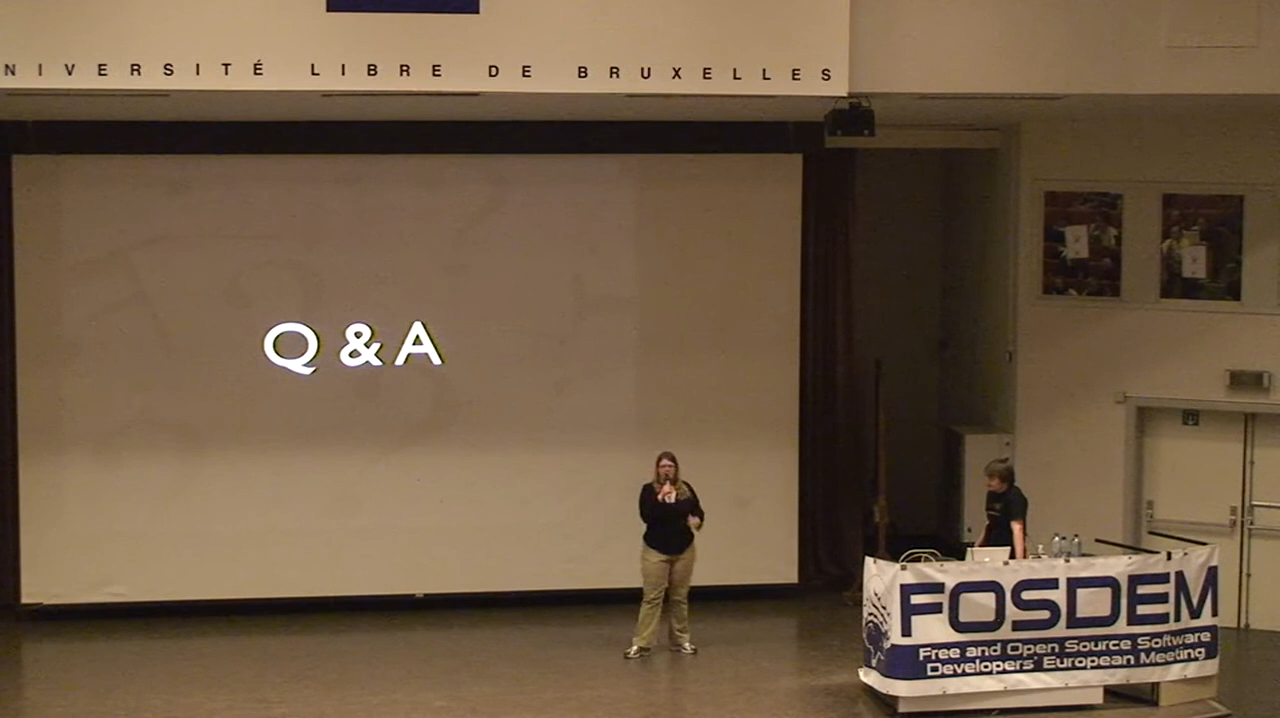 NIVERSITÉ LIBRE DE BRUXELLES
Q & A
FOSDEM
Free and Open Source Software
Developers' European Meeting